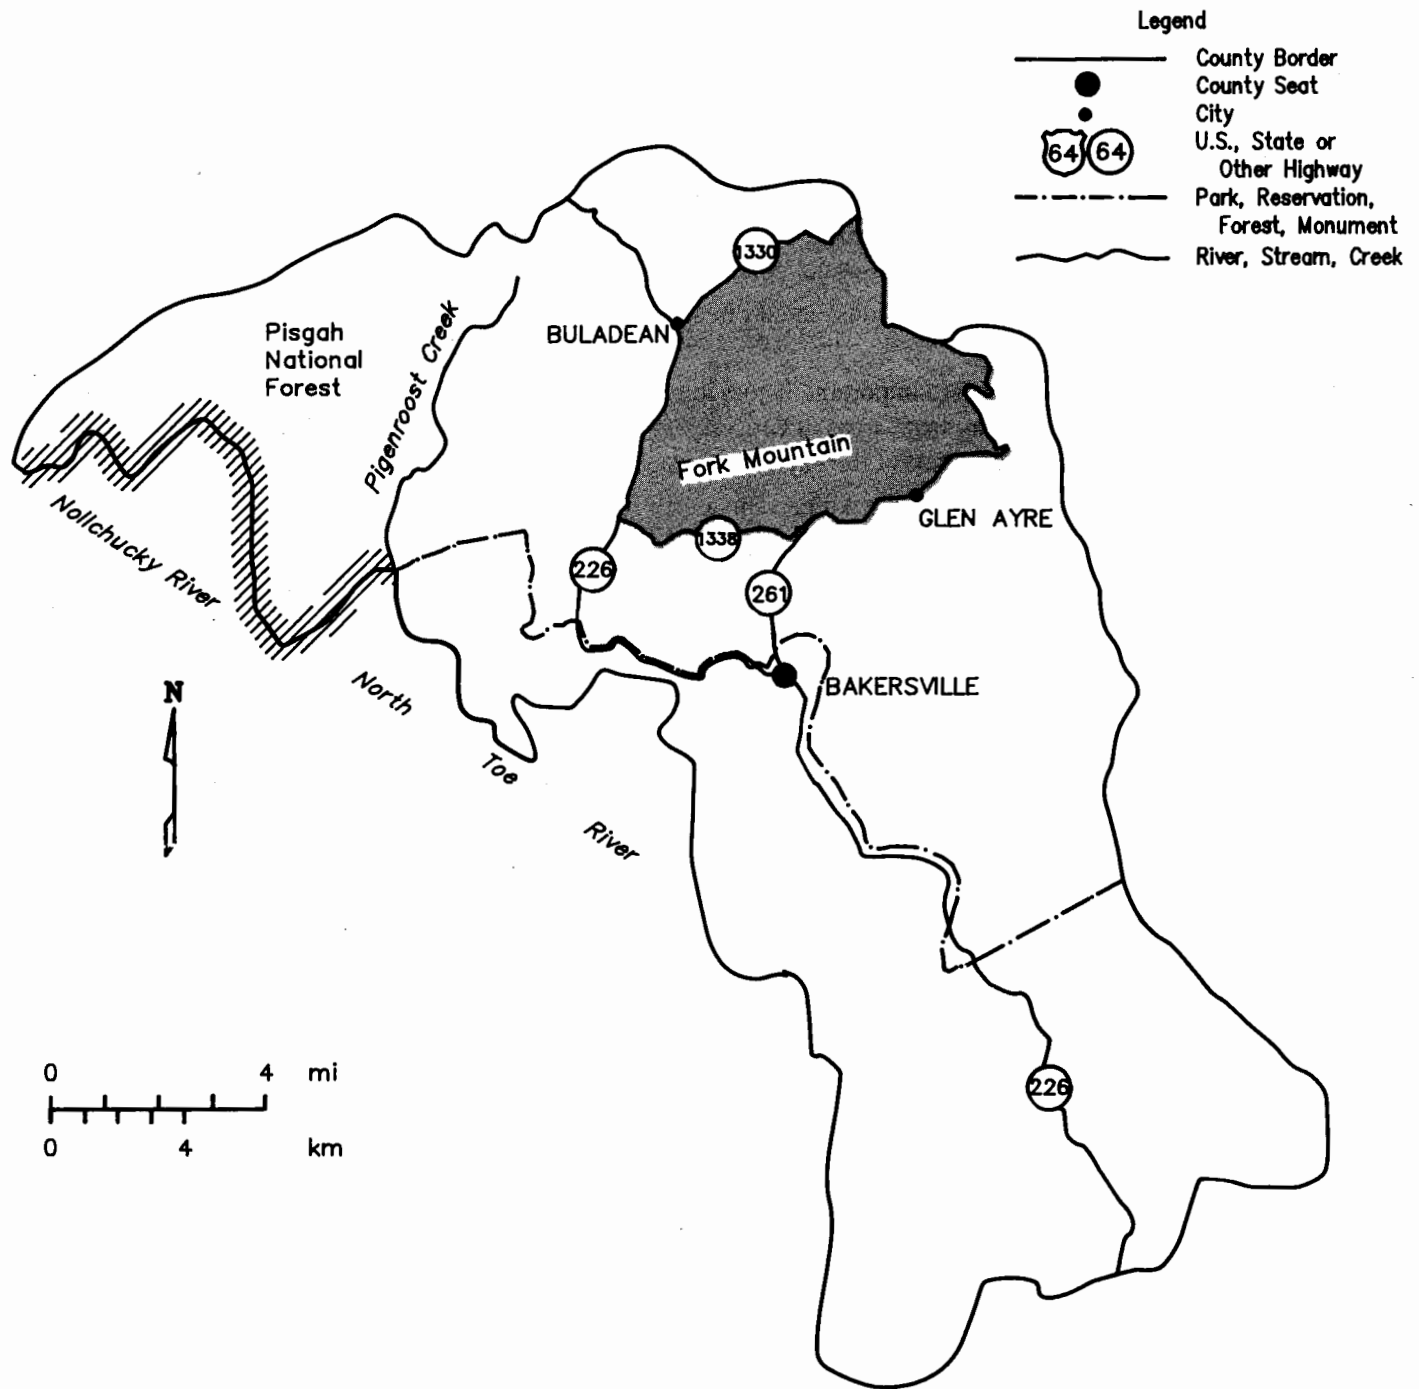 Legend
County Border
County Seat
City
64 64 U.S., State or
Other Highway
Park, Reservation,
Forest, Monument
River, Stream, Creek
1330
Pisgah
National
Forest
Pigenroost Creek
BULADEAN
Fork Mountain
GLEN AYRE
1338
226
261
Nolichucky River
North
Toe
River
BAKERSVILLE
N
0 4 mi
0 4 km
226